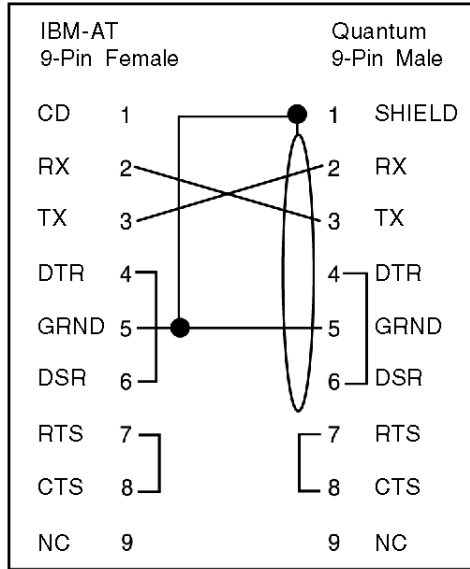 IBM-AT Quantum
9-Pin Female 9-Pin Male
CD 1 1 SHIELD
RX 2 2 RX
TX 3 3 TX
DTR 4 4 DTR
GRND 5 5 GRND
DSR 6 6 DSR
RTS 7 7 RTS
CTS 8 8 CTS
NC 9 9 NC